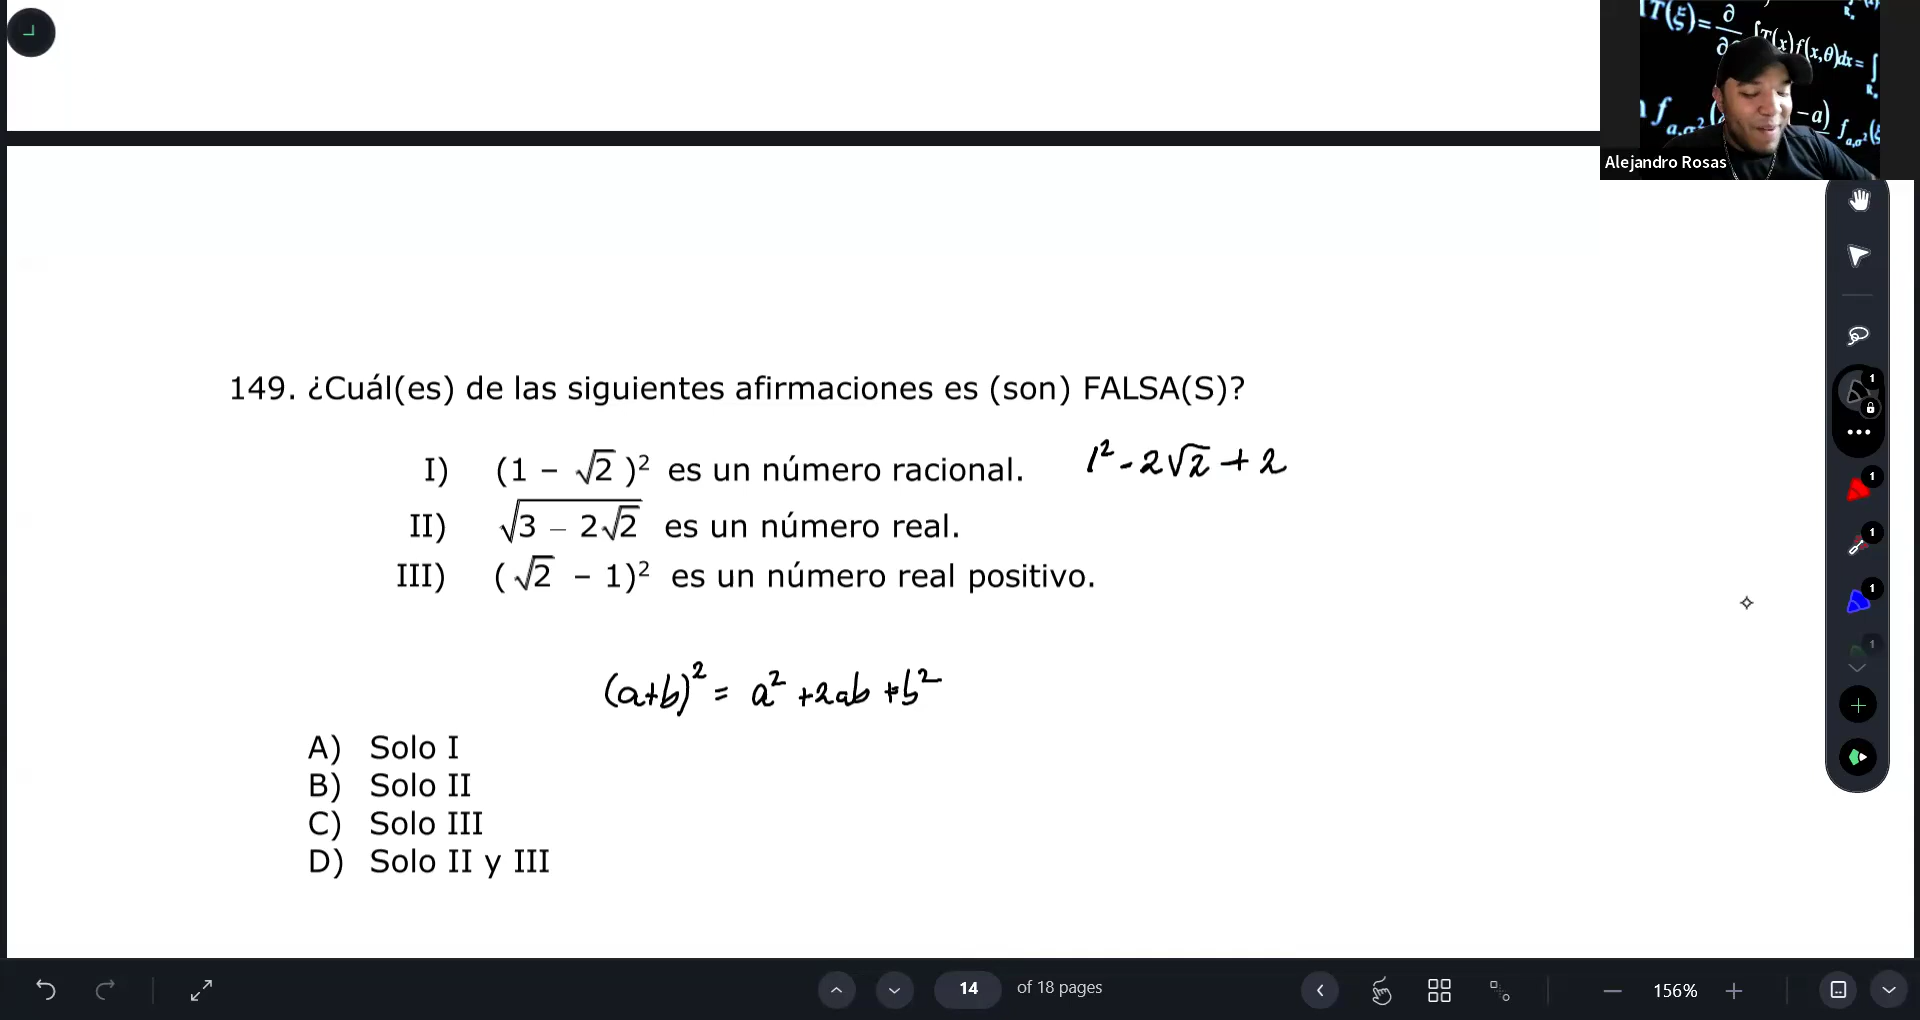 Alejandro Rosas
149. ¿Cuál(es) de las siguientes afirmaciones es (son) FALSA(S)?
I) (1 – √2 )² es un número racional. 1² - 2√2 + 2
II) √(3 – 2√2) es un número real.
III) (√2 – 1)² es un número real positivo.
(a+b)² = a² +2ab +b²
A) Solo I
B) Solo II
C) Solo III
D) Solo II y III
14 of 18 pages
156%